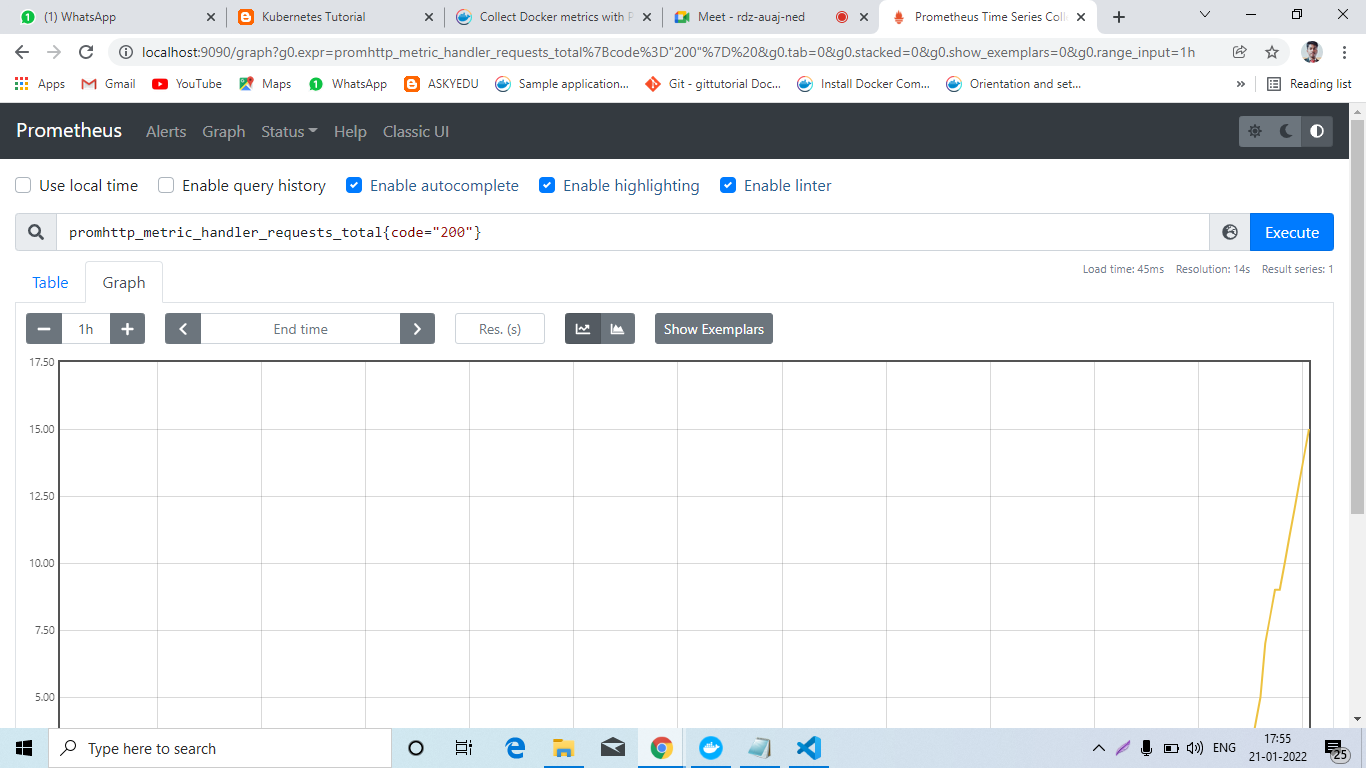 (1) WhatsApp
Kubernetes Tutorial
Collect Docker metrics with P
Meet - rdz-auaj-ned
Prometheus Time Series Coll
localhost:9090/graph?g0.expr=promhttp_metric_handler_requests_total%7Bcode%3D"200"%7D%20&g0.tab=0&g0.stacked=0&g0.show_exemplars=0&g0.range_input=1h
Apps Gmail YouTube Maps 1 WhatsApp ASKYEDU Sample application... Git - gittutorial Doc... Install Docker Com... Orientation and set... » Reading list
Prometheus Alerts Graph Status Help Classic UI
Use local time Enable query history Enable autocomplete Enable highlighting Enable linter
promhttp_metric_handler_requests_total{code="200"} Execute
Load time: 45ms Resolution: 14s Result series: 1
Table Graph
1h End time Res. (s) Show Exemplars
17.50
15.00
12.50
10.00
7.50
5.00
Type here to search
ENG
17:55
21-01-2022
25